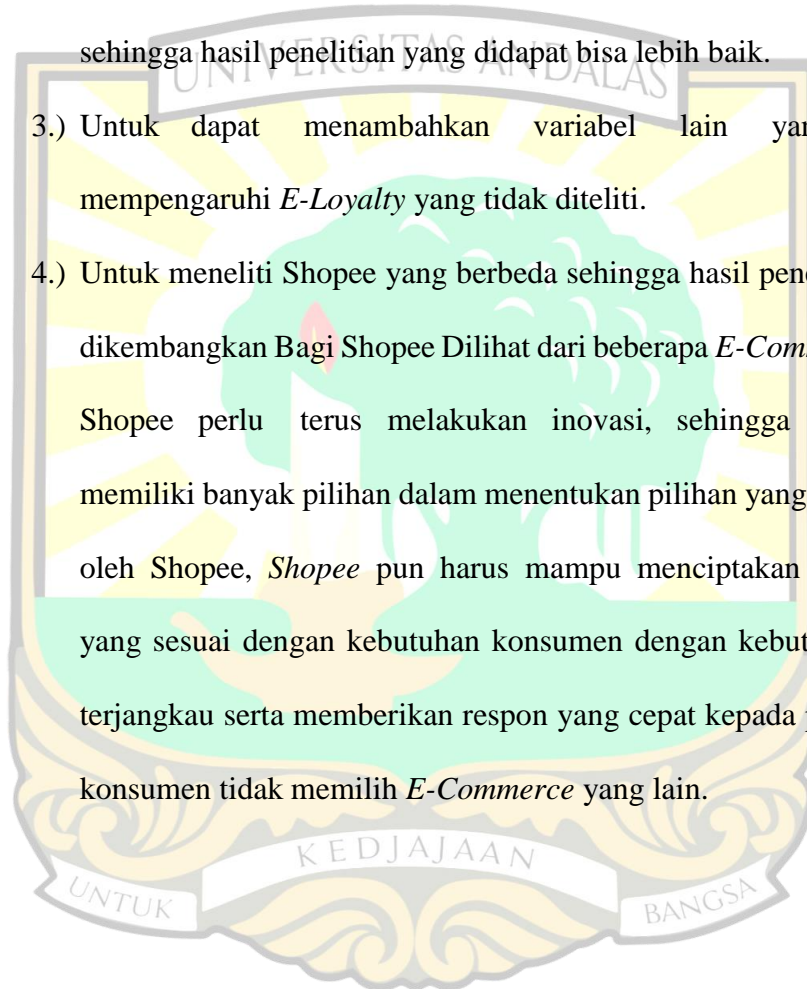 sehingga hasil penelitian yang didapat bisa lebih baik.
UNIVERSITAS ANDALAS
3.) Untuk dapat menambahkan variabel lain
mempengaruhi E-Loyalty yang tidak diteliti.
4.) Untuk meneliti Shopee yang berbeda sehingga hasil
dikembangkan Bagi Shopee Dilihat dari beberapa
Shopee perlu terus melakukan inovasi, sehingga
memiliki banyak pilihan dalam menentukan pilihan yang
oleh Shopee, Shopee pun harus mampu menciptakan
yang sesuai dengan kebutuhan konsumen dengan
terjangkau serta memberikan respon yang cepat kepada
konsumen tidak memilih E-Commerce yang lain.
KEDJAJAAN
UNTUK
BANGSA